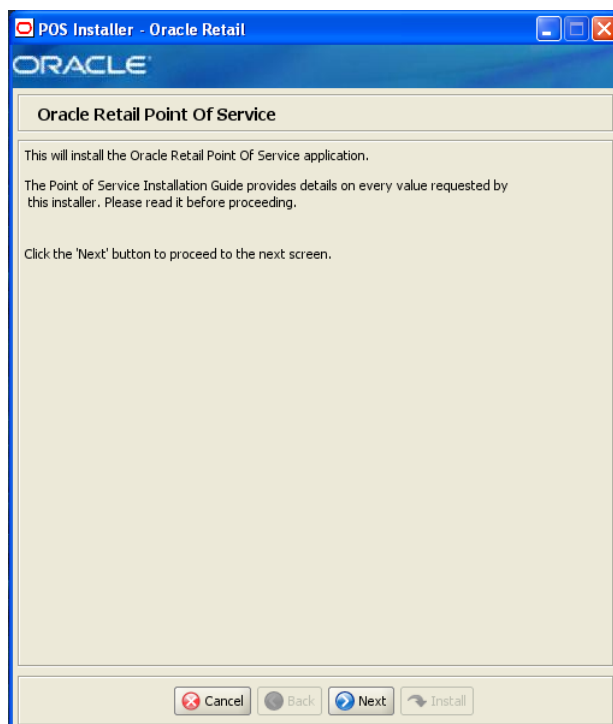 POS Installer - Oracle Retail
ORACLE
Oracle Retail Point Of Service
This will install the Oracle Retail Point Of Service application.
The Point of Service Installation Guide provides details on every value requested by
this installer. Please read it before proceeding.
Click the 'Next' button to proceed to the next screen.
Cancel Back Next Install